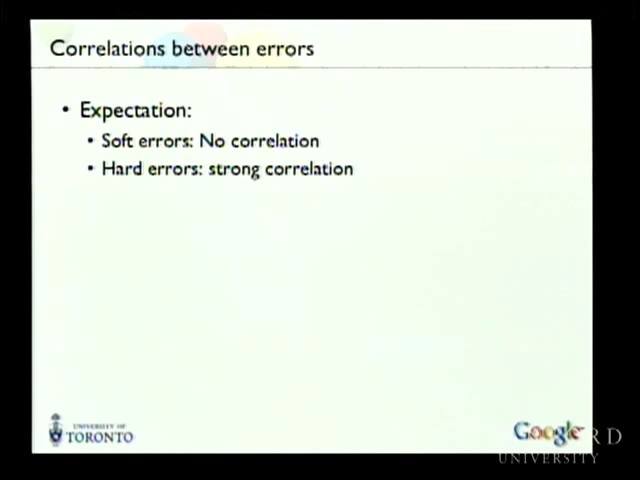 Correlations between errors
• Expectation:
• Soft errors: No correlation
• Hard errors: strong correlation
UNIVERSITY OF
TORONTO
Google
UNIVERSITY